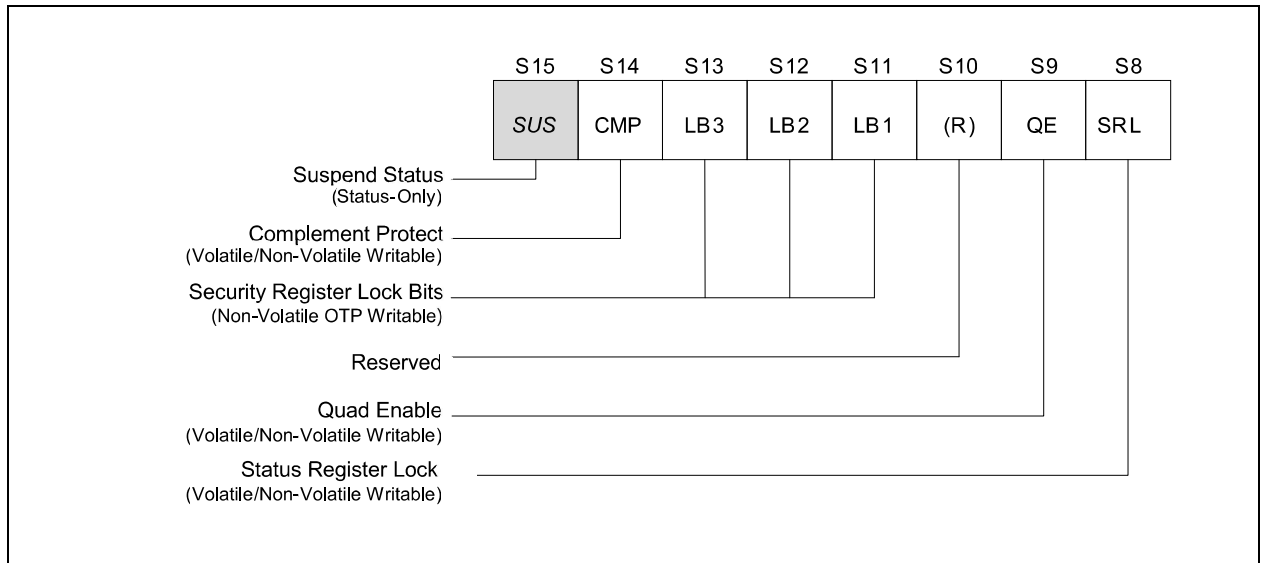 S15 S14 S13 S12 S11 S10 S9 S8
SUS CMP LB3 LB2 LB1 (R) QE SRL
Suspend Status
(Status-Only)
Complement Protect
(Volatile/Non-Volatile Writable)
Security Register Lock Bits
(Non-Volatile OTP Writable)
Reserved
Quad Enable
(Volatile/Non-Volatile Writable)
Status Register Lock
(Volatile/Non-Volatile Writable)